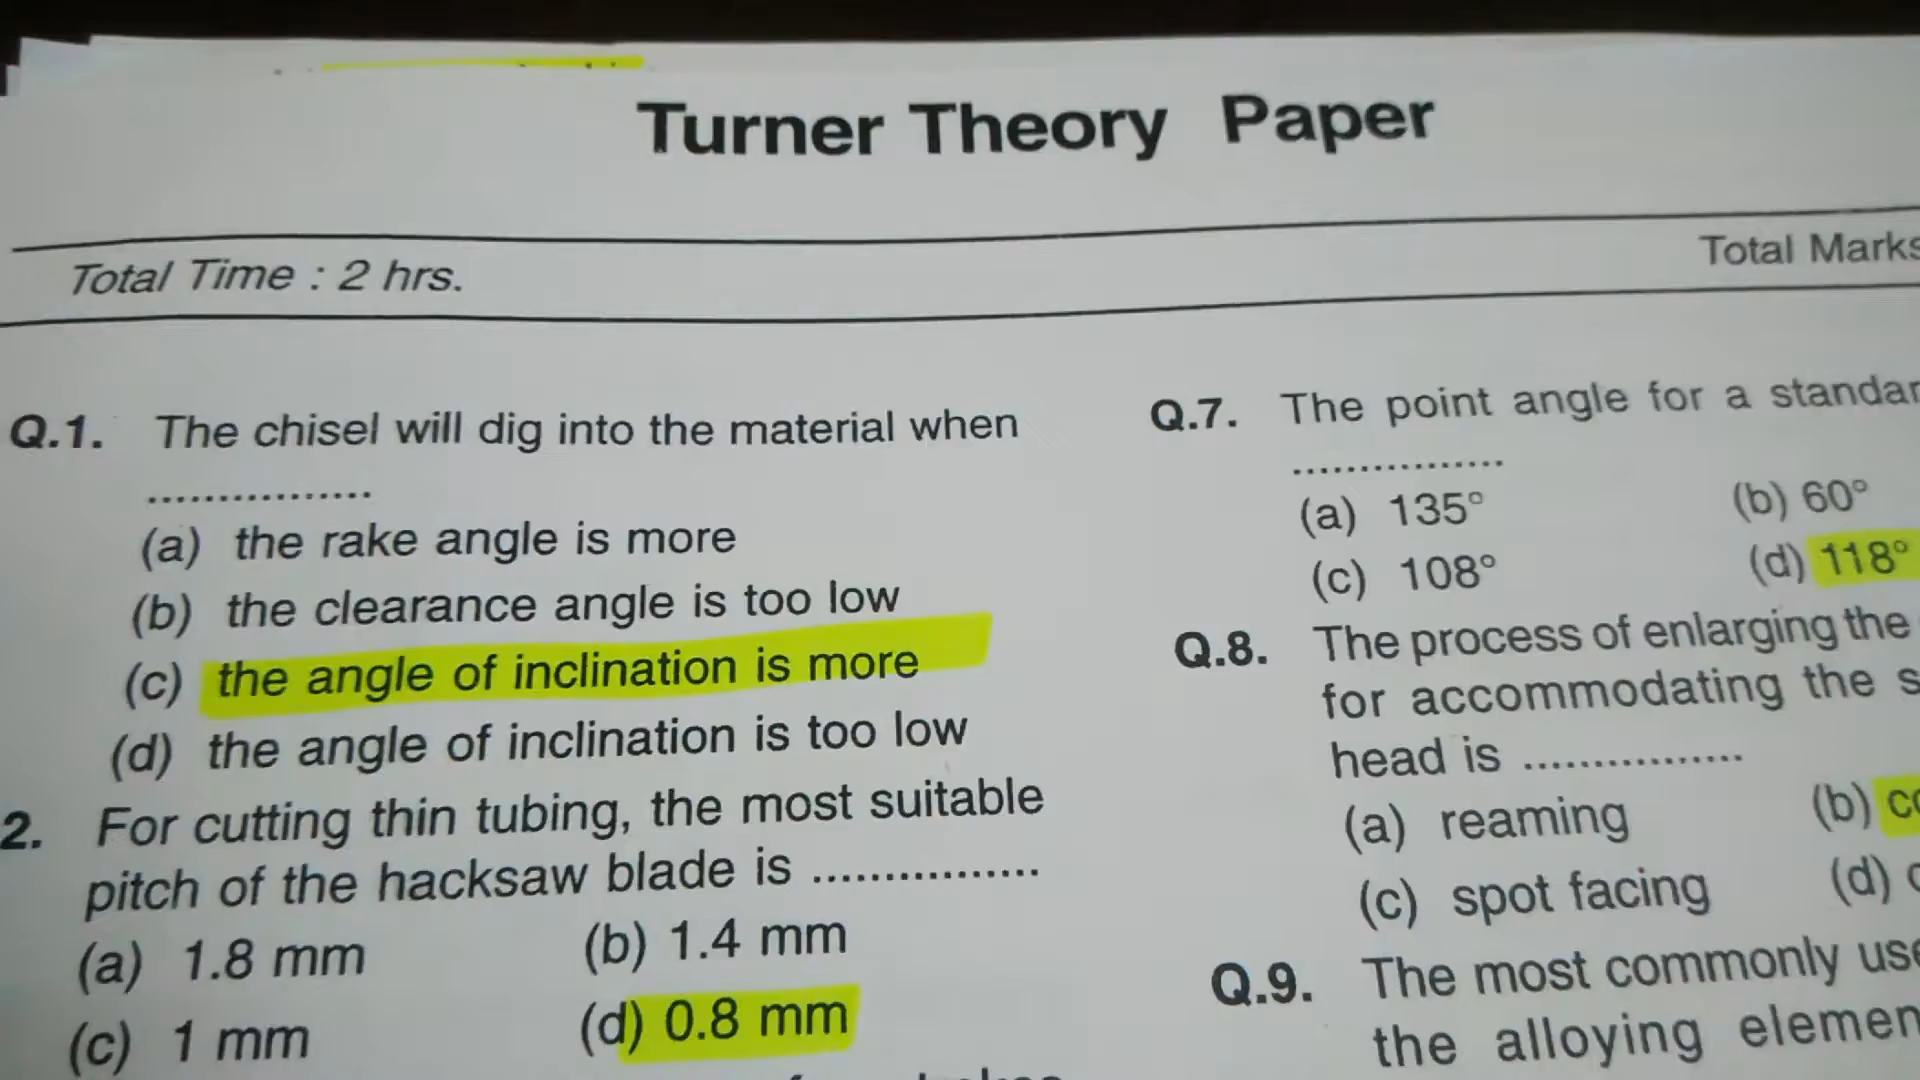 Turner Theory Paper
Total Time : 2 hrs.
Total Marks
Q.1. The chisel will dig into the material when
.................
(a) the rake angle is more
(b) the clearance angle is too low
(c) the angle of inclination is more
(d) the angle of inclination is too low
2. For cutting thin tubing, the most suitable
pitch of the hacksaw blade is .................
(a) 1.8 mm (b) 1.4 mm
(c) 1 mm (d) 0.8 mm
Q.7. The point angle for a
................
(a) 135° (b) 60°
(c) 108° (d) 118°
Q.8. The process of enlarging the
for accommodating the
head is .................
(a) reaming (b)
(c) spot facing (d)
Q.9. The most commonly
the alloying